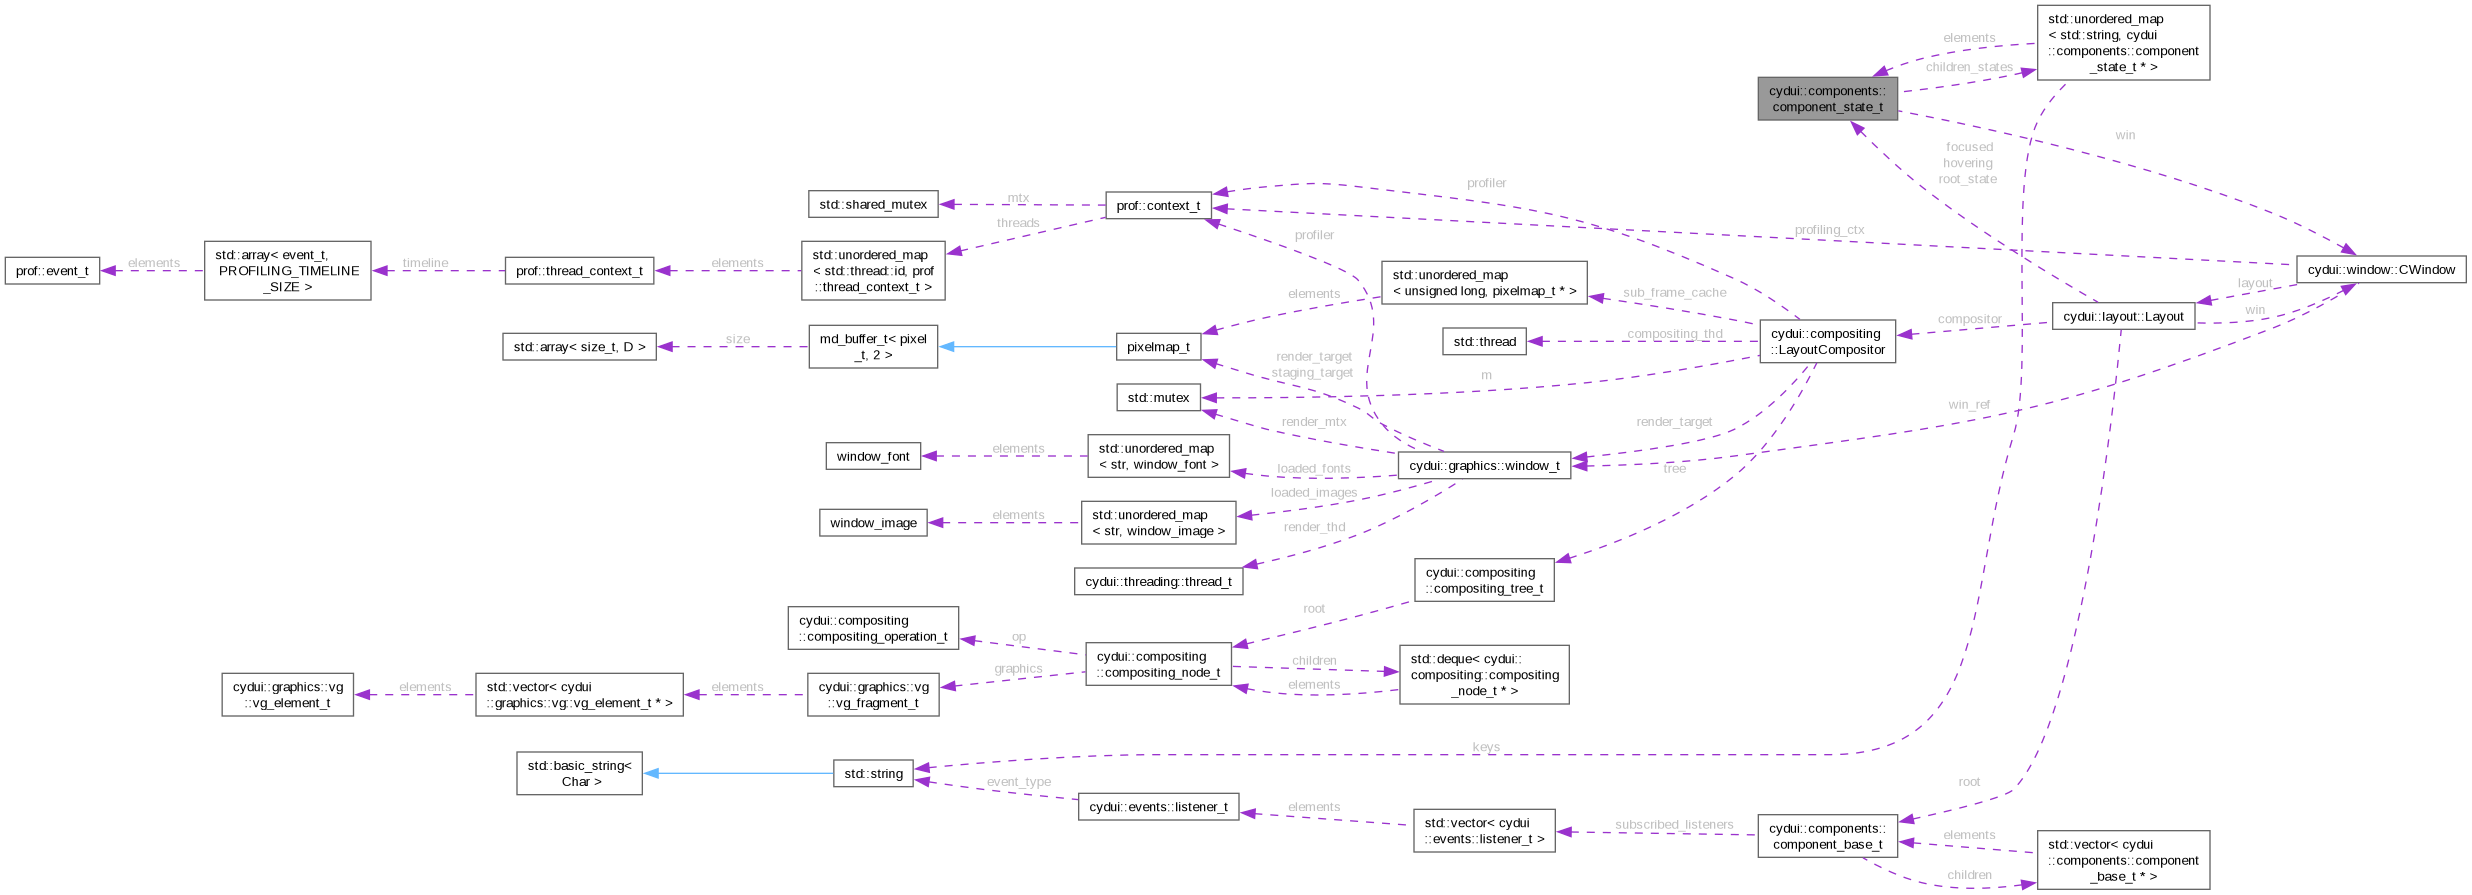 std::unordered_map
< std::string, cydui
::components::component
_state_t * >
elements
children_states
cydui::components::
component_state_t
win
focused
hovering
root_state
profiler
mtx
std::shared_mutex
prof::context_t
threads
profiling_ctx
profiler
prof::event_t
elements
std::array< event_t,
PROFILING_TIMELINE
_SIZE >
timeline
prof::thread_context_t
elements
std::unordered_map
< std::thread::id, prof
::thread_context_t >
std::unordered_map
< unsigned long, pixelmap_t * >
elements
sub_frame_cache
cydui::window::CWindow
layout
cydui::layout::Layout
win
compositor
cydui::compositing
::LayoutCompositor
compositing_thd
std::thread
std::array< size_t, D >
size
md_buffer_t< pixel
_t, 2 >
pixelmap_t
render_target
staging_target
m
std::mutex
win_ref
render_mtx
render_target
window_font
elements
std::unordered_map
< str, window_font >
loaded_fonts
cydui::graphics::window_t
tree
loaded_images
window_image
elements
std::unordered_map
< str, window_image >
render_thd
cydui::threading::thread_t
cydui::compositing
::compositing_tree_t
root
cydui::compositing
::compositing_operation_t
op
cydui::compositing
::compositing_node_t
children
elements
std::deque< cydui::
compositing::compositing
_node_t * >
graphics
cydui::graphics::vg
::vg_element_t
elements
std::vector< cydui
::graphics::vg::vg_element_t * >
elements
cydui::graphics::vg
::vg_fragment_t
keys
std::basic_string<
Char >
std::string
event_type
cydui::events::listener_t
elements
std::vector< cydui
::events::listener_t >
subscribed_listeners
root
cydui::components::
component_base_t
elements
children
std::vector< cydui
::components::component
_base_t * >